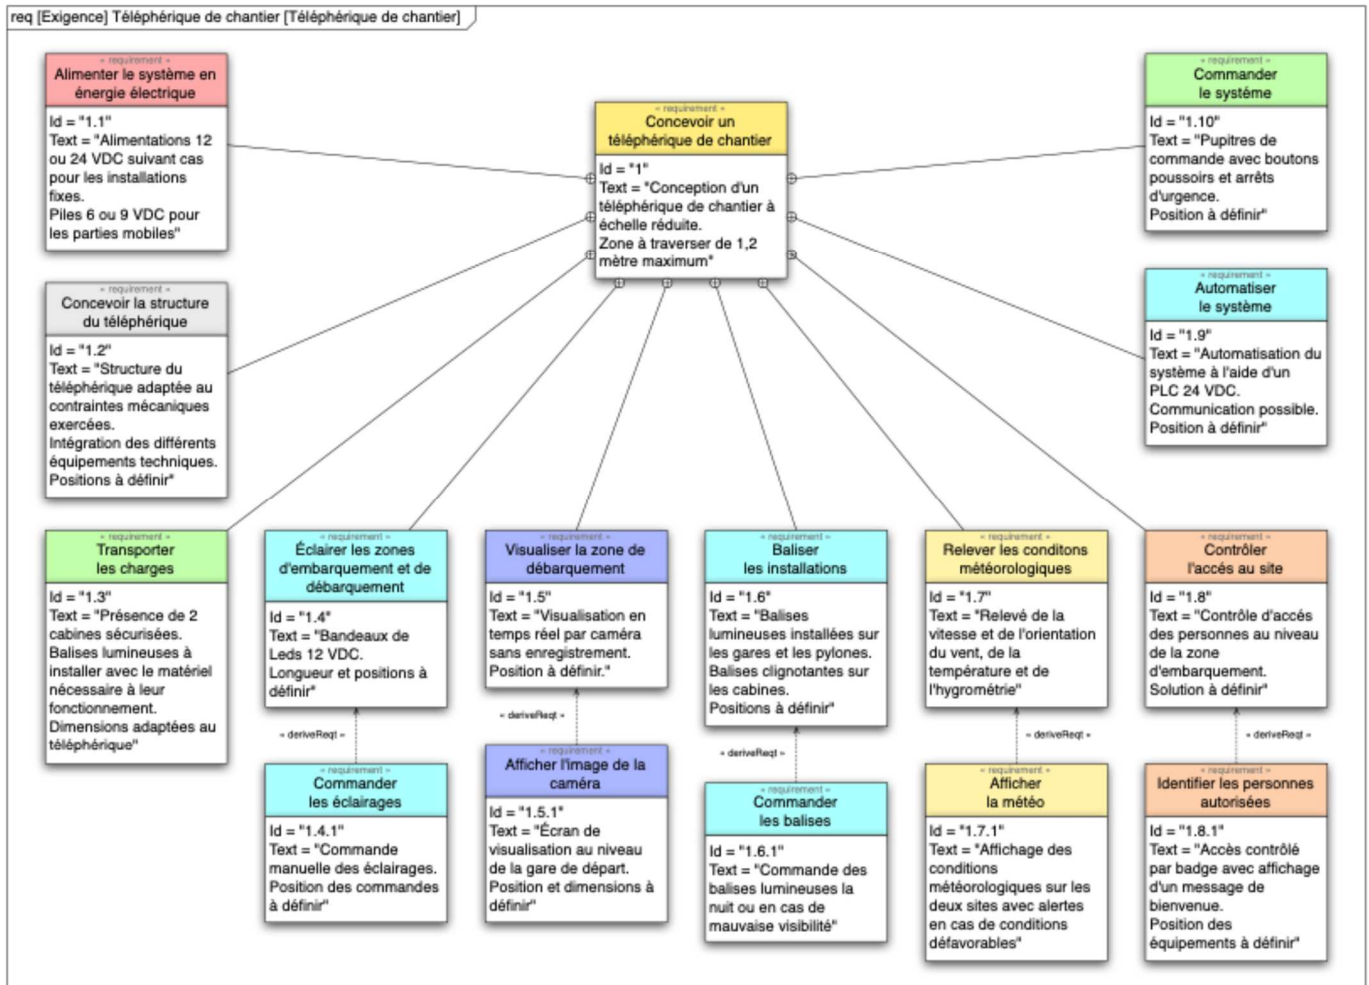 req [Exigence] Téléphérique de chantier [Téléphérique de chantier]
« requirement »
Alimenter le système en
énergie électrique
Id = "1.1"
Text = "Alimentations 12
ou 24 VDC suivant cas
pour les installations
fixes.
Piles 6 ou 9 VDC pour
les parties mobiles"
« requirement »
Concevoir un
téléphérique de chantier
Id = "1"
Text = "Conception d'un
téléphérique de chantier à
échelle réduite.
Zone à traverser de 1,2
mètre maximum"
« requirement »
Commander
le systéme
Id = "1.10"
Text = "Pupitres de
commande avec boutons
poussoirs et arrêts
d'urgence.
Position à définir"
« requirement »
Concevoir la structure
du téléphérique
Id = "1.2"
Text = "Structure du
téléphérique adaptée au
contraintes mécaniques
exercées.
Intégration des différents
équipements techniques.
Positions à définir"
« requirement »
Automatiser
le système
Id = "1.9"
Text = "Automatisation du
système à l'aide d'un
PLC 24 VDC.
Communication possible.
Position à définir"
« requirement »
Transporter
les charges
Id = "1.3"
Text = "Présence de 2
cabines sécurisées.
Balises lumineuses à
installer avec le matériel
nécessaire à leur
fonctionnement.
Dimensions adaptées au
téléphérique"
« requirement »
Éclairer les zones
d'embarquement et de
débarquement
Id = "1.4"
Text = "Bandeaux de
Leds 12 VDC.
Longueur et positions à
définir"
« requirement »
Visualiser la zone de
débarquement
Id = "1.5"
Text = "Visualisation en
temps réel par caméra
sans enregistrement.
Position à définir."
« requirement »
Baliser
les installations
Id = "1.6"
Text = "Balises
lumineuses installées sur
les gares et les pylones.
Balises clignotantes sur
les cabines.
Positions à définir"
« requirement »
Relever les conditons
météorologiques
Id = "1.7"
Text = "Relevé de la
vitesse et de l'orientation
du vent, de la
température et de
l'hygrométrie"
« requirement »
Contrôler
l'accés au site
Id = "1.8"
Text = "Contrôle d'accés
des personnes au niveau
de la zone
d'embarquement.
Solution à définir"
« deriveReqt »
« deriveReqt »
« deriveReqt »
« deriveReqt »
« deriveReqt »
« requirement »
Commander
les éclairages
Id = "1.4.1"
Text = "Commande
manuelle des éclairages.
Position des commandes
à définir"
« requirement »
Afficher l'image de la
caméra
Id = "1.5.1"
Text = "Écran de
visualisation au niveau
de la gare de départ.
Position et dimensions à
définir"
« requirement »
Commander
les balises
Id = "1.6.1"
Text = "Commande des
balises lumineuses la
nuit ou en cas de
mauvaise visibilité"
« requirement »
Afficher
la météo
Id = "1.7.1"
Text = "Affichage des
conditions
météorologiques sur les
deux sites avec alertes
en cas de conditions
défavorables"
« requirement »
Identifier les personnes
autorisées
Id = "1.8.1"
Text = "Accès contrôlé
par badge avec affichage
d'un message de
bienvenue.
Position des
équipements à définir"